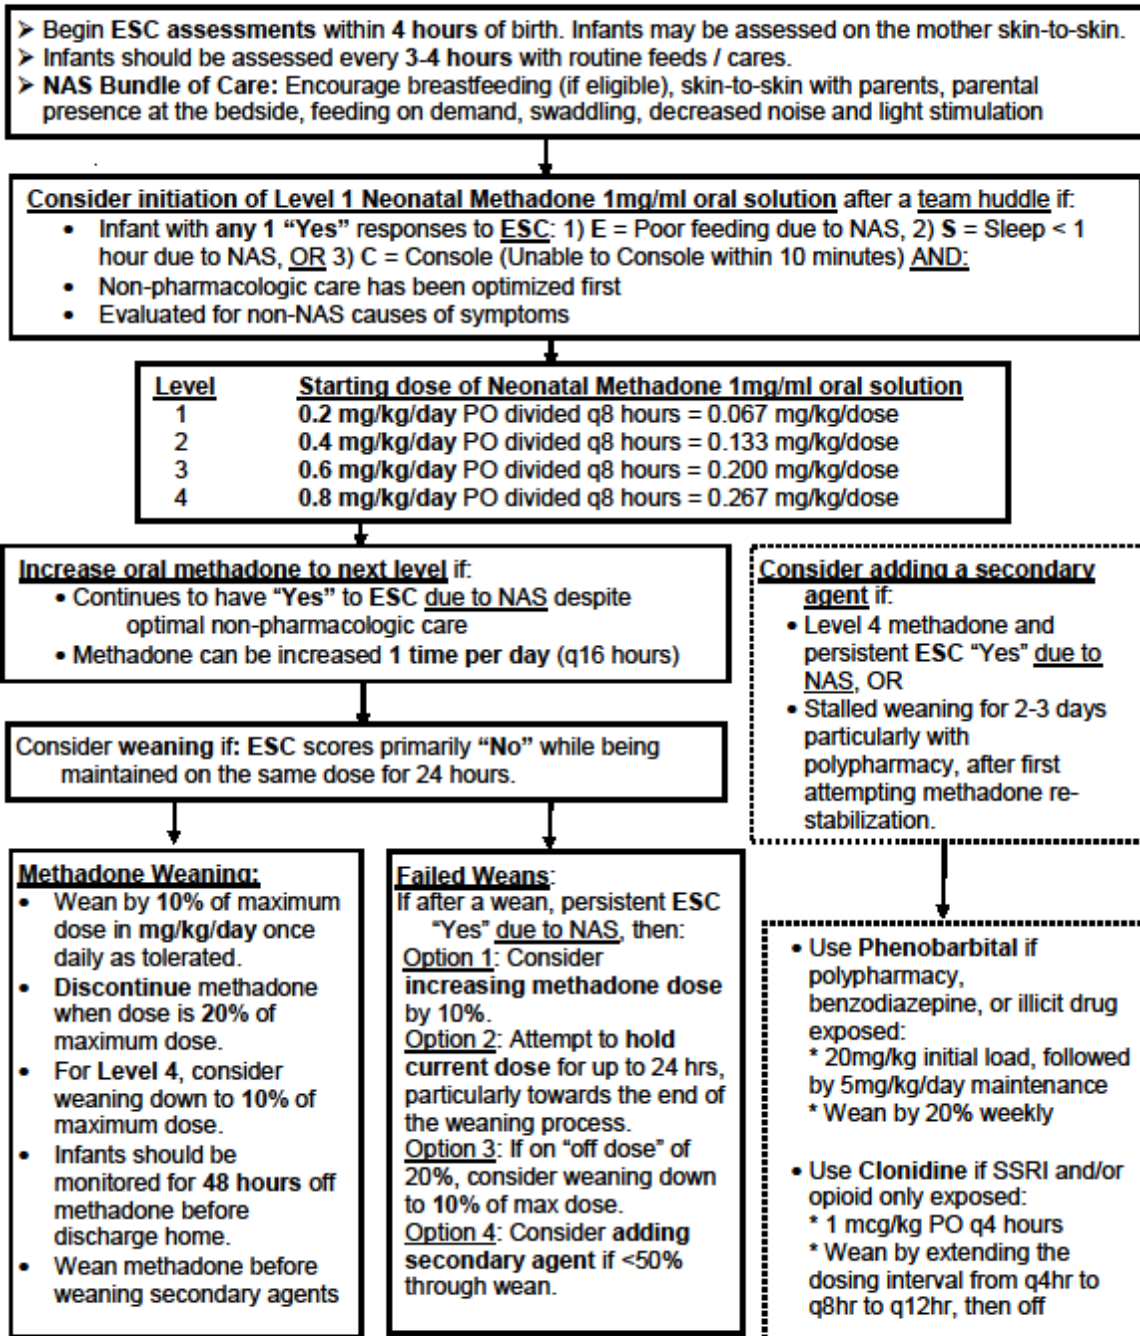 ➢ Begin ESC assessments within 4 hours of birth. Infants may be assessed on the mother skin-to-skin.
➢ Infants should be assessed every 3-4 hours with routine feeds / cares.
➢ NAS Bundle of Care: Encourage breastfeeding (if eligible), skin-to-skin with parents, parental
presence at the bedside, feeding on demand, swaddling, decreased noise and light stimulation
Consider initiation of Level 1 Neonatal Methadone 1mg/ml oral solution after a team huddle if:
• Infant with any 1 “Yes” responses to ESC: 1) E = Poor feeding due to NAS, 2) S = Sleep < 1
hour due to NAS, OR 3) C = Console (Unable to Console within 10 minutes) AND:
• Non-pharmacologic care has been optimized first
• Evaluated for non-NAS causes of symptoms
Level Starting dose of Neonatal Methadone 1mg/ml oral solution
1 0.2 mg/kg/day PO divided q8 hours = 0.067 mg/kg/dose
2 0.4 mg/kg/day PO divided q8 hours = 0.133 mg/kg/dose
3 0.6 mg/kg/day PO divided q8 hours = 0.200 mg/kg/dose
4 0.8 mg/kg/day PO divided q8 hours = 0.267 mg/kg/dose
Increase oral methadone to next level if:
• Continues to have “Yes” to ESC due to NAS despite
optimal non-pharmacologic care
• Methadone can be increased 1 time per day (q16 hours)
Consider weaning if: ESC scores primarily “No” while being
maintained on the same dose for 24 hours.
Methadone Weaning:
• Wean by 10% of maximum
dose in mg/kg/day once
daily as tolerated.
• Discontinue methadone
when dose is 20% of
maximum dose.
• For Level 4, consider
weaning down to 10% of
maximum dose.
• Infants should be
monitored for 48 hours off
methadone before
discharge home.
• Wean methadone before
weaning secondary agents
Failed Weans:
If after a wean, persistent ESC
“Yes” due to NAS, then:
Option 1: Consider
increasing methadone dose
by 10%.
Option 2: Attempt to hold
current dose for up to 24 hrs,
particularly towards the end of
the weaning process.
Option 3: If on “off dose” of
20%, consider weaning down
to 10% of max dose.
Option 4: Consider adding
secondary agent if <50%
through wean.
Consider adding a secondary
agent if:
• Level 4 methadone and
persistent ESC “Yes” due to
NAS, OR
• Stalled weaning for 2-3 days
particularly with
polypharmacy, after first
attempting methadone re-
stabilization.
• Use Phenobarbital if
polypharmacy,
benzodiazepine, or illicit drug
exposed:
* 20mg/kg initial load, followed
by 5mg/kg/day maintenance
* Wean by 20% weekly
• Use Clonidine if SSRI and/or
opioid only exposed:
* 1 mcg/kg PO q4 hours
* Wean by extending the
dosing interval from q4hr to
q8hr to q12hr, then off